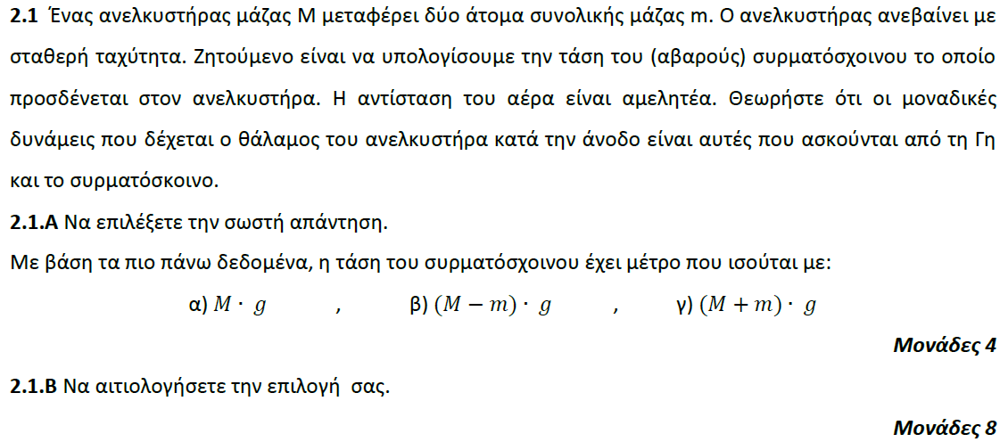 2.1 Ένας ανελκυστήρας μάζας Μ μεταφέρει δύο άτομα συνολικής μάζας m. Ο ανελκυστήρας ανεβαίνει με
σταθερή ταχύτητα. Ζητούμενο είναι να υπολογίσουμε την τάση του (αβαρούς) συρματόσχοινου το οποίο
προσδένεται στον ανελκυστήρα. Η αντίσταση του αέρα είναι αμελητέα. Θεωρήστε ότι οι μοναδικές
δυνάμεις που δέχεται ο θάλαμος του ανελκυστήρα κατά την άνοδο είναι αυτές που ασκούνται από τη Γη
και το συρματόσκοινο.
2.1.Α Να επιλέξετε την σωστή απάντηση.
Με βάση τα πιο πάνω δεδομένα, η τάση του συρματόσχοινου έχει μέτρο που ισούται με:
α) M · g , β) (M − m) · g , γ) (M + m) · g
Μονάδες 4
2.1.Β Να αιτιολογήσετε την επιλογή σας.
Μονάδες 8